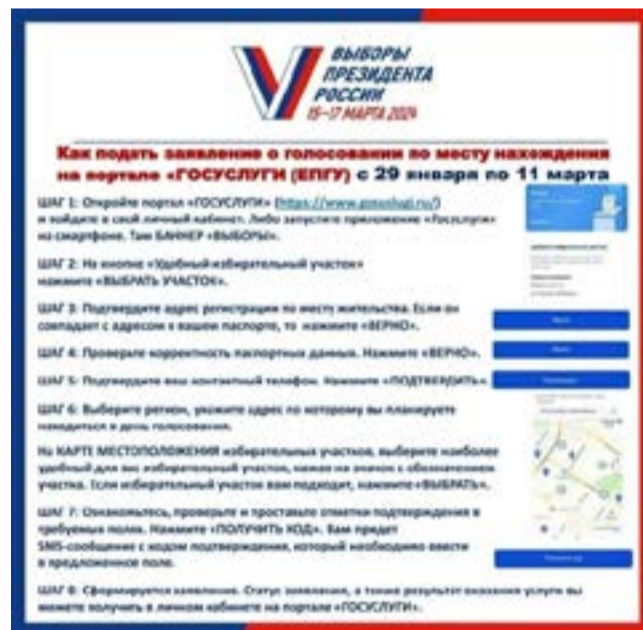 ВЫБОРЫ
ПРЕЗИДЕНТА
РОССИИ
15–17 МАРТА 2024
Как подать заявление о голосовании по месту нахождения
на портале «ГОСУСЛУГИ (ЕПГУ) с 29 января по 11 марта
ШАГ 1: Откройте портал «ГОСУСЛУГИ» (https://www.gosuslugi.ru/)
и войдите в свой личный кабинет. Либо запустите приложение «Госуслуги»
на смартфоне. Там БАННЕР «ВЫБОРЫ».
ШАГ 2: На кнопке «Удобный избирательный участок»
нажмите «ВЫБРАТЬ УЧАСТОК».
ШАГ 3: Подтвердите адрес регистрации по месту жительства. Если он
совпадает с адресом в вашем паспорте, то нажмите «ВЕРНО».
ШАГ 4: Проверьте корректность паспортных данных. Нажмите «ВЕРНО».
ШАГ 5: Подтвердите ваш контактный телефон. Нажмите «ПОДТВЕРДИТЬ».
ШАГ 6: Выберите регион, укажите адрес по которому вы планируете
находиться в день голосования.
На КАРТЕ МЕСТОПОЛОЖЕНИЯ избирательных участков, выберите наиболее
удобный для вас избирательный участок, нажав на значок с обозначением
участка. Если избирательный участок вам подходит, нажмите «ВЫБРАТЬ».
ШАГ 7: Ознакомьтесь, проверьте и проставьте отметки подтверждения в
требуемых полях. Нажмите «ПОЛУЧИТЬ КОД». Вам придет
SMS-сообщение с кодом подтверждения, который необходимо ввести
в предложенное поле.
ШАГ 8: Сформируется заявление. Статус заявления, а также результат оказания услуги вы
можете получить в личном кабинете на портале «ГОСУСЛУГИ».